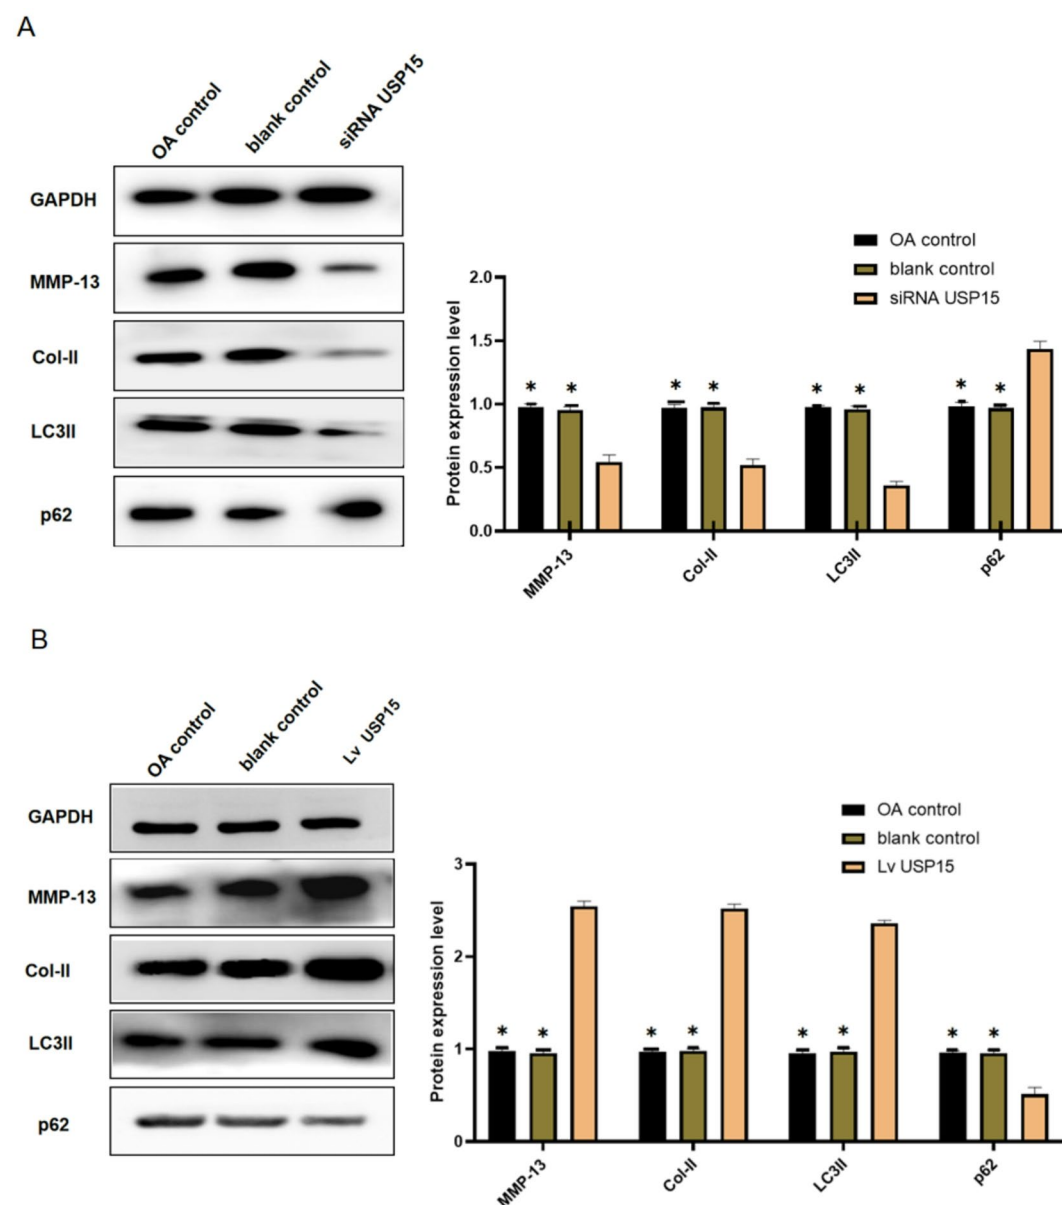 A
OA control
blank control
siRNA USP15
GAPDH
MMP-13
Col-II
LC3II
p62
OA control
blank control
siRNA USP15
Protein expression level
2.0
1.5
1.0
0.5
0.0
* * * * * * * *
MMP-13
Col-II
LC3II
p62
B
OA control
blank control
Lv USP15
GAPDH
MMP-13
Col-II
LC3II
p62
OA control
blank control
Lv USP15
Protein expression level
3
2
1
0
* * * * * * * *
MMP-13
Col-II
LC3II
p62